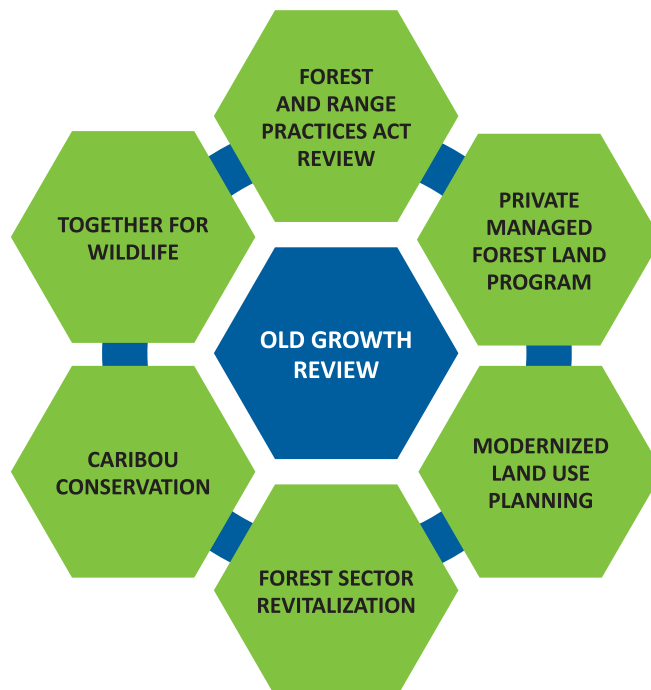 FOREST
AND RANGE
PRACTICES ACT
REVIEW
PRIVATE
MANAGED
FOREST LAND
PROGRAM
TOGETHER FOR
WILDLIFE
OLD GROWTH
REVIEW
MODERNIZED
LAND USE
PLANNING
CARIBOU
CONSERVATION
FOREST SECTOR
REVITALIZATION